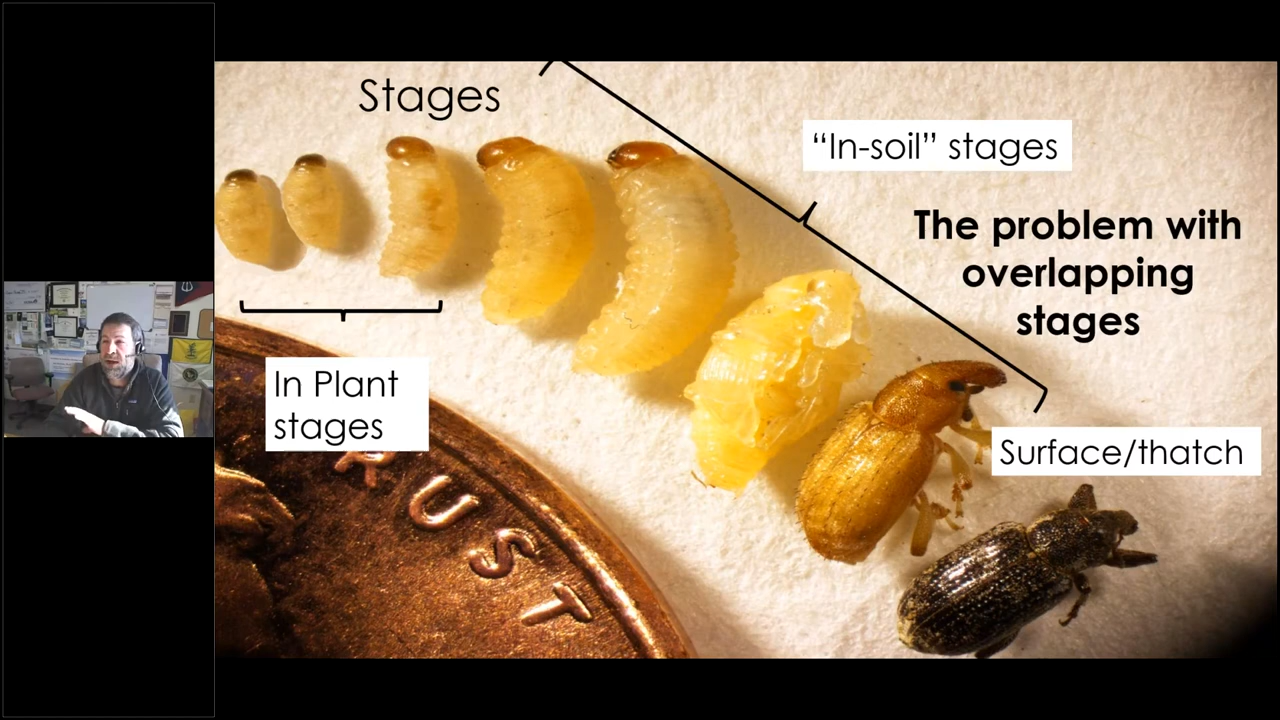 Stages
“In-soil” stages
The problem with
overlapping
stages
In Plant
stages
Surface/thatch
RUST